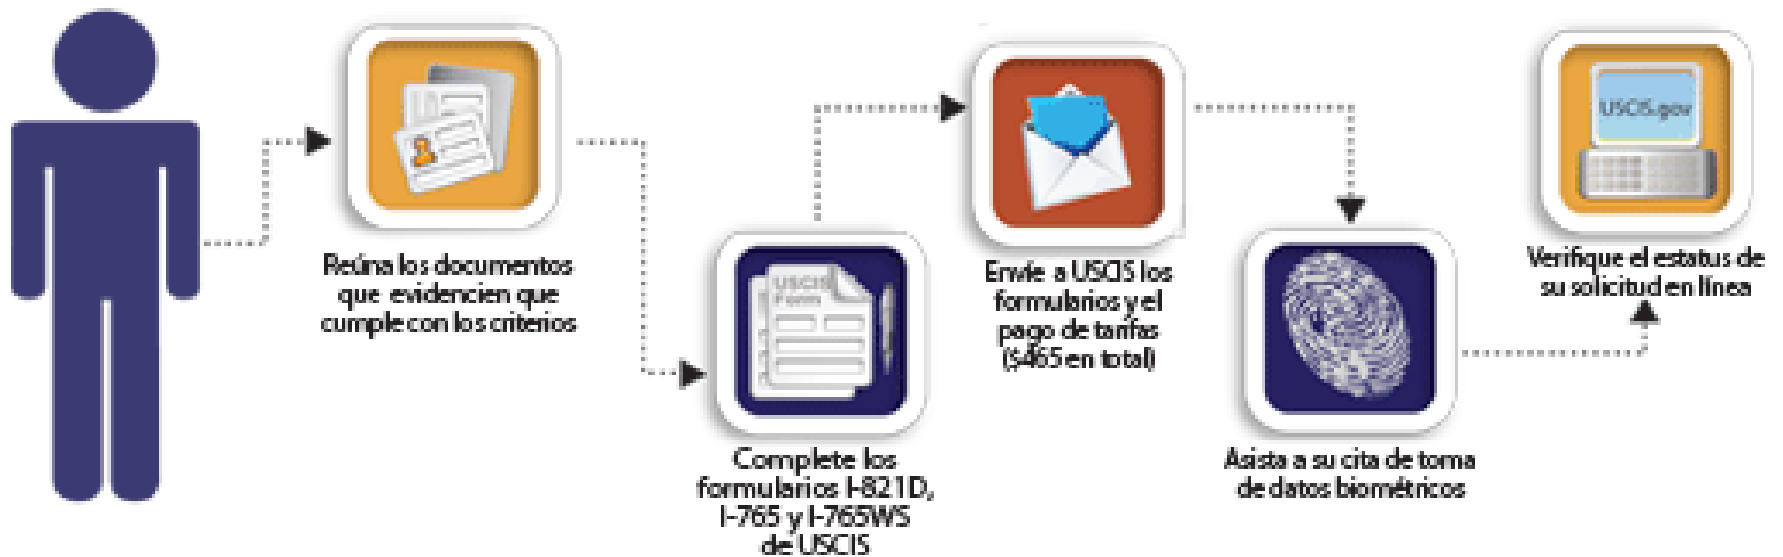 Reúna los documentos
que evidencien que
cumple con los criterios
USCIS
Form
Complete los
formularios I-821D,
I-765 y I-765WS
de USCIS
Envíe a USCIS los
formularios y el
pago de tarifas
($465 en total)
Asista a su cita de toma
de datos biométricos
USCIS.gov
Verifique el estatus de
su solicitud en línea